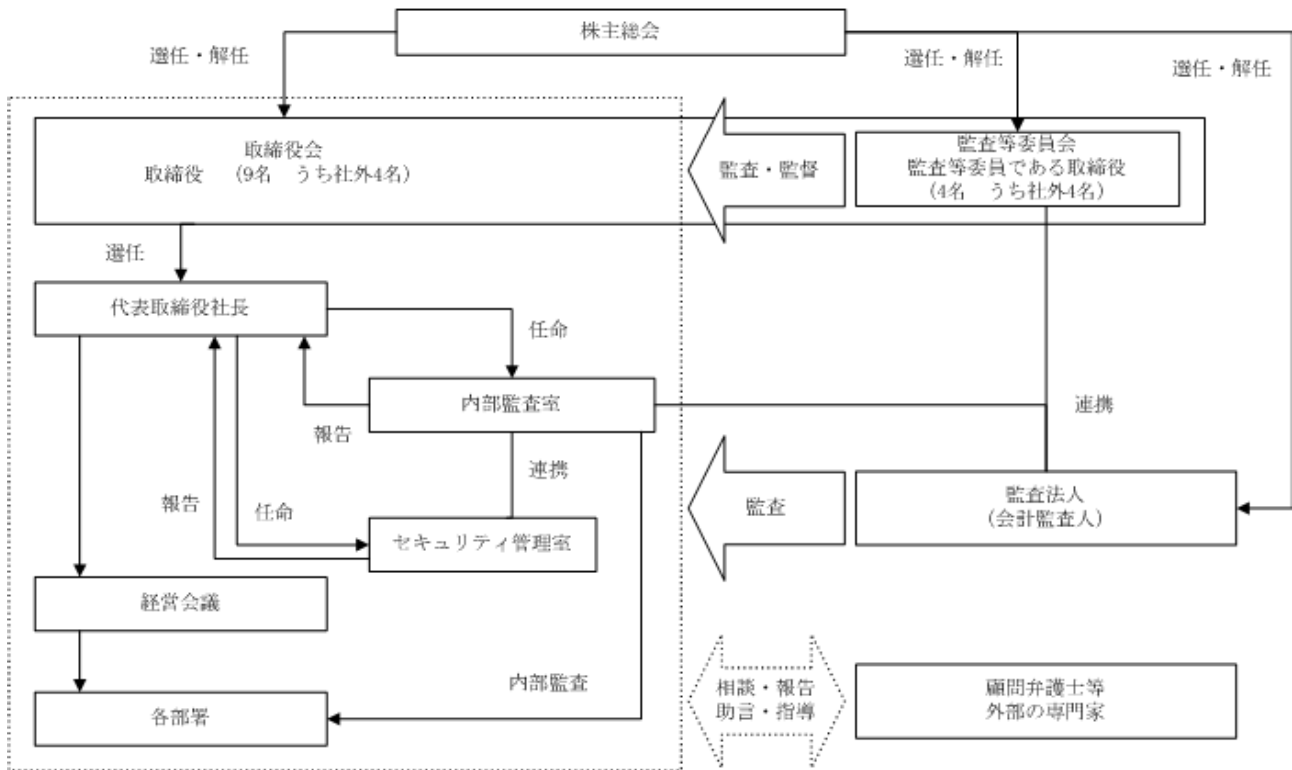 株主総会
選任・解任
選任・解任
選任・解任
取締役会
取締役　(9名　うち社外4名)
監査・監督
監査等委員会
監査等委員である取締役
(4名　うち社外4名)
選任
代表取締役社長
任命
内部監査室
報告
連携
連携
報告
任命
セキュリティ管理室
監査
監査法人
(会計監査人)
経営会議
内部監査
各部署
相談・報告
助言・指導
顧問弁護士等
外部の専門家